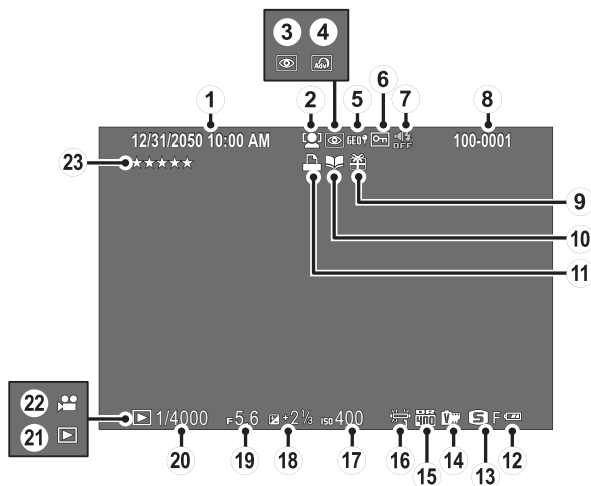 3 4
Adv.
1 2 5 6 7 8
12/31/2050 10:00 AM GEO OFF 100-0001
23 ★★★★★
9
10
11
22
21
1/4000 F5.6 +2⅓ ISO400 DR 400 V S F
20 19 18 17 16 15 14 13 12